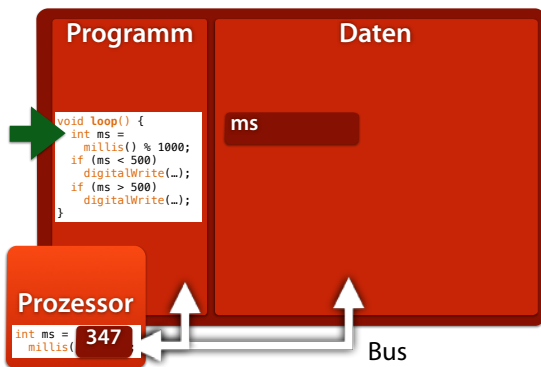 Programm
Daten
void loop() {
int ms =
millis() % 1000;
if (ms < 500)
digitalWrite(…);
if (ms > 500)
digitalWrite(…);
}
ms
Prozessor
int ms =
millis(
347
;
Bus